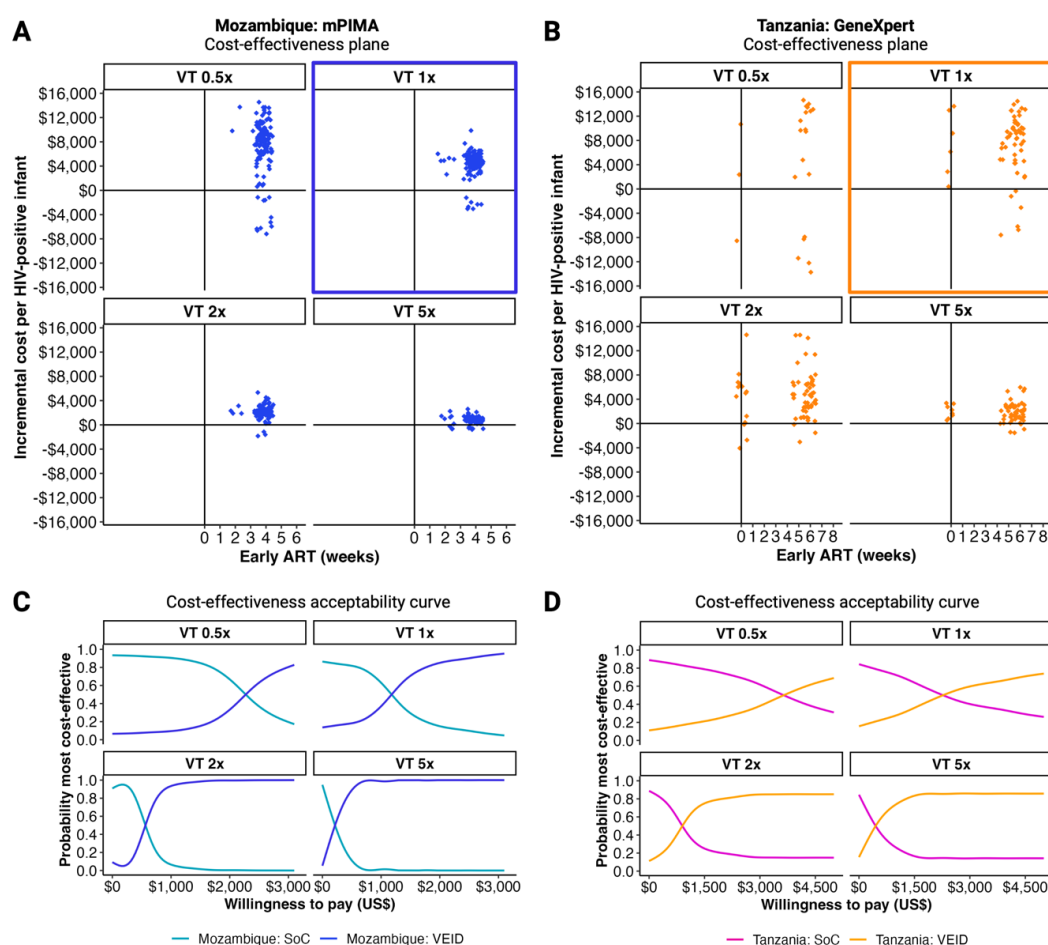 A
Mozambique: mPIMA
Cost-effectiveness plane
Incremental cost per HIV-positive infant
VT 0.5x
VT 1x
$16,000
$12,000
$8,000
$4,000
$0
-$4,000
-$8,000
-$12,000
-$16,000
VT 2x
VT 5x
$16,000
$12,000
$8,000
$4,000
$0
-$4,000
-$8,000
-$12,000
-$16,000
0 1 2 3 4 5 6
0 1 2 3 4 5 6
Early ART (weeks)
B
Tanzania: GeneXpert
Cost-effectiveness plane
Incremental cost per HIV-positive infant
VT 0.5x
VT 1x
$16,000
$12,000
$8,000
$4,000
$0
-$4,000
-$8,000
-$12,000
-$16,000
VT 2x
VT 5x
$16,000
$12,000
$8,000
$4,000
$0
-$4,000
-$8,000
-$12,000
-$16,000
0 1 2 3 4 5 6 7 8
0 1 2 3 4 5 6 7 8
Early ART (weeks)
C
Cost-effectiveness acceptability curve
Probability most cost-effective
VT 0.5x
VT 1x
1.0
0.8
0.6
0.4
0.2
0.0
VT 2x
VT 5x
1.0
0.8
0.6
0.4
0.2
0.0
$0 $1,000 $2,000 $3,000
$0 $1,000 $2,000 $3,000
Willingness to pay (US$)
Mozambique: SoC
Mozambique: VEID
D
Cost-effectiveness acceptability curve
Probability most cost-effective
VT 0.5x
VT 1x
1.0
0.8
0.6
0.4
0.2
0.0
VT 2x
VT 5x
1.0
0.8
0.6
0.4
0.2
0.0
$0 $1,500 $3,000 $4,500
$0 $1,500 $3,000 $4,500
Willingness to pay (US$)
Tanzania: SoC
Tanzania: VEID